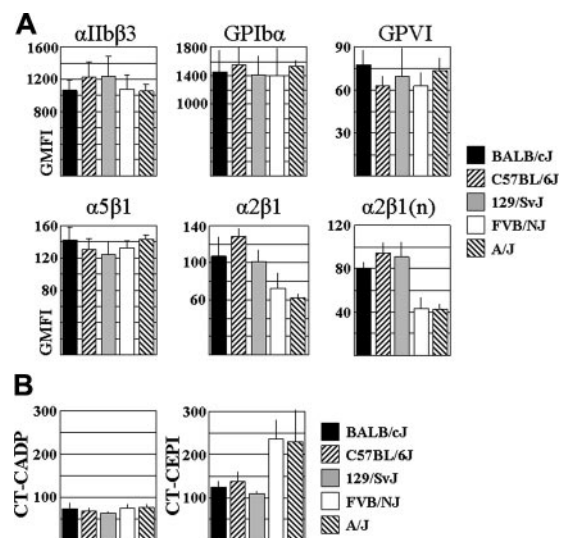 A
αIIbβ3 GPIbα GPVI
1600
1200
800
GMFI
1800
1400
90
60
30
BALB/cJ
C57BL/6J
129/SvJ
FVB/NJ
A/J
α5β1 α2β1 α2β1(n)
160
120
80
GMFI
140
100
60
120
80
40
B
300
200
100
CT-CADP
300
200
100
CT-CEPI
BALB/cJ
C57BL/6J
129/SvJ
FVB/NJ
A/J